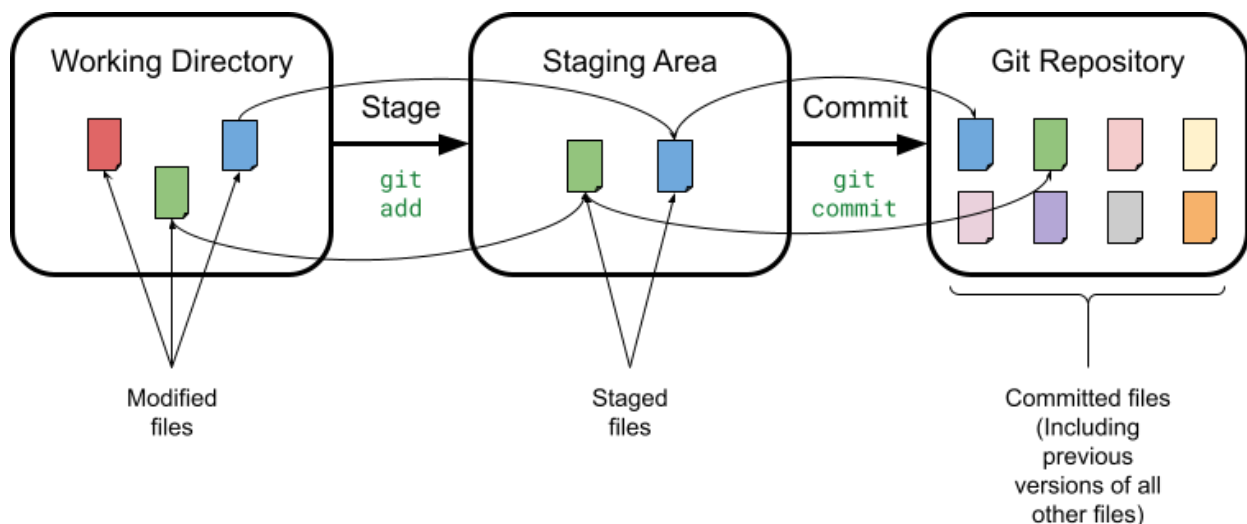 Working Directory
Staging Area
Git Repository
Stage
git
add
Commit
git
commit
Modified
files
Staged
files
Committed files
(Including
previous
versions of all
other files)